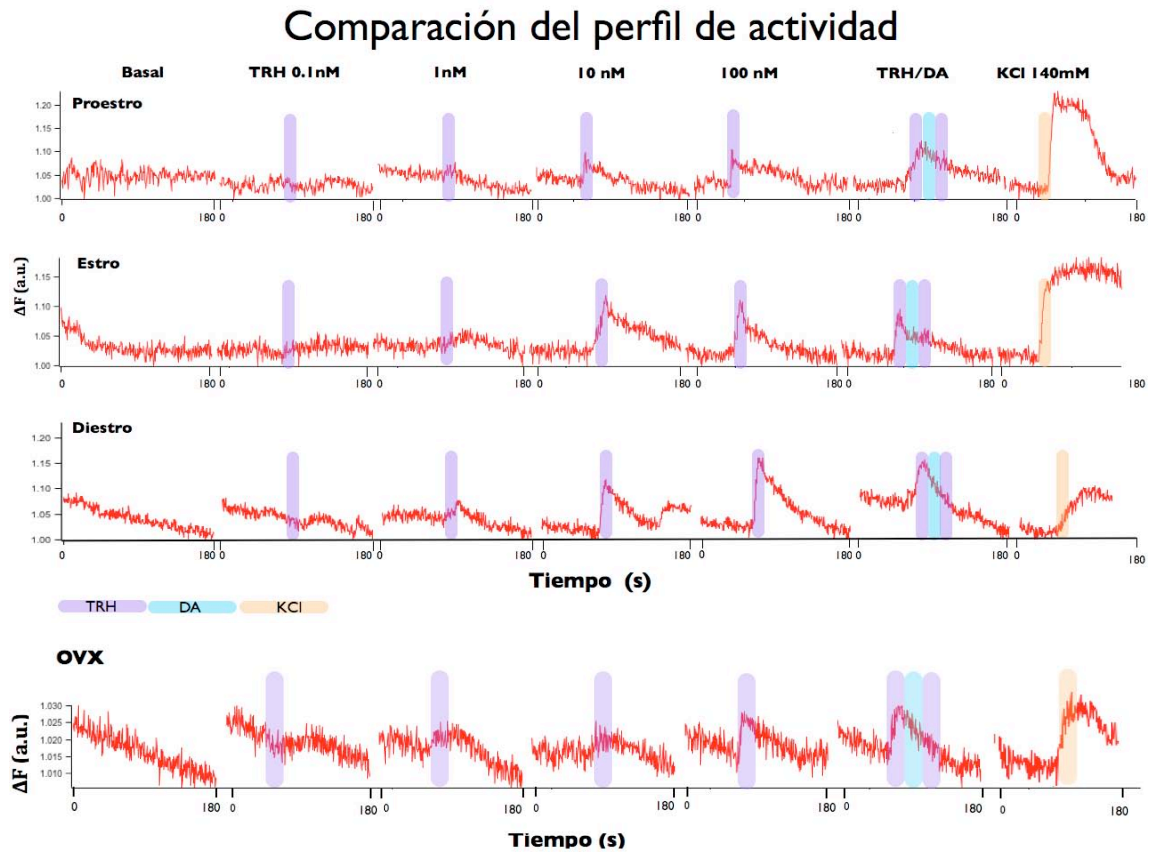 Comparación del perfil de actividad
Basal TRH 0.1nM 1nM 10 nM 100 nM TRH/DA KCl 140mM
Proestro
1.20
1.15
1.10
1.05
1.00
0 180 0 180 0 180 0 180 0 180 0 180 0 180
Estro
ΔF (a.u.)
1.15
1.10
1.05
1.00
0 180 0 180 0 180 0 180 0 180 0 180 0 180
Diestro
1.20
1.15
1.10
1.05
1.00
0 180 0 180 0 180 0 180 0 180 0 180 0 180
Tiempo (s)
TRH DA KCl
OVX
ΔF (a.u.)
1.030
1.025
1.020
1.010
0 180 0 180 0 180 0 180 0 180 0 180 0 180
Tiempo (s)